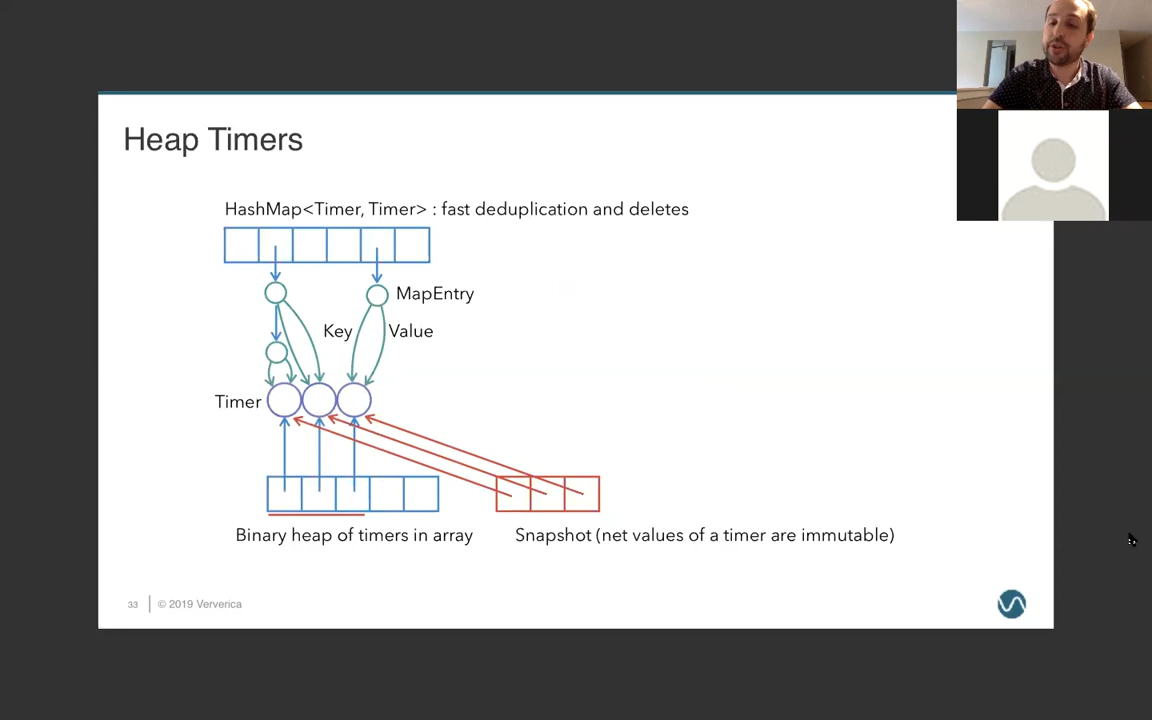 Heap Timers
HashMap<Timer, Timer> : fast deduplication and deletes
MapEntry
Key
Value
Timer
Binary heap of timers in array
Snapshot (net values of a timer are immutable)
33
© 2019 Ververica